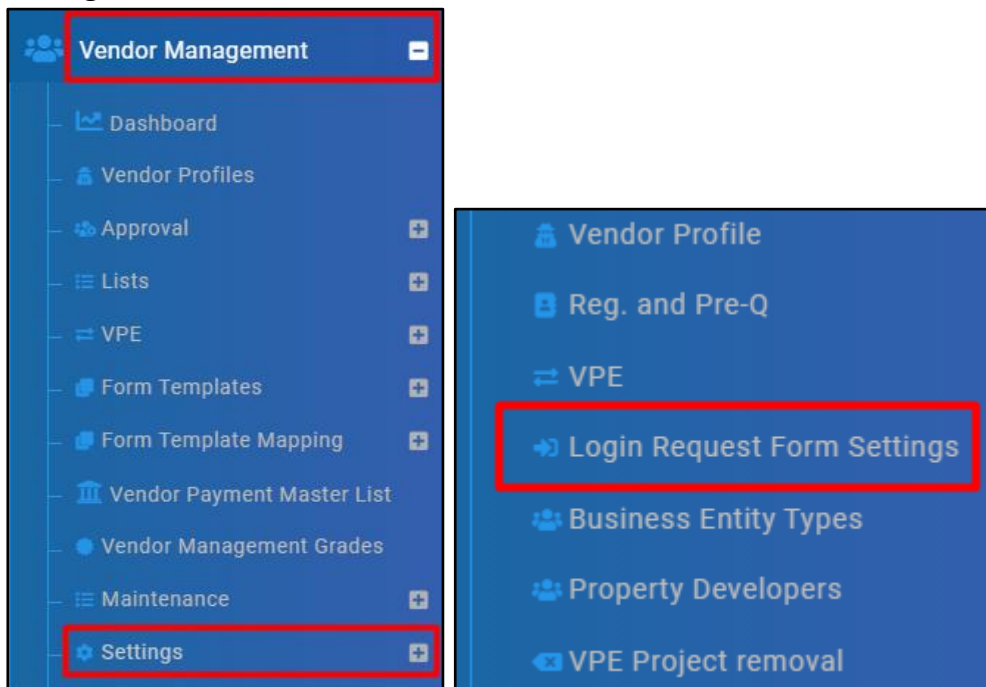 Vendor Management
Dashboard
Vendor Profiles
Approval
Lists
VPE
Form Templates
Form Template Mapping
Vendor Payment Master List
Vendor Management Grades
Maintenance
Settings
Vendor Profile
Reg. and Pre-Q
VPE
Login Request Form Settings
Business Entity Types
Property Developers
VPE Project removal